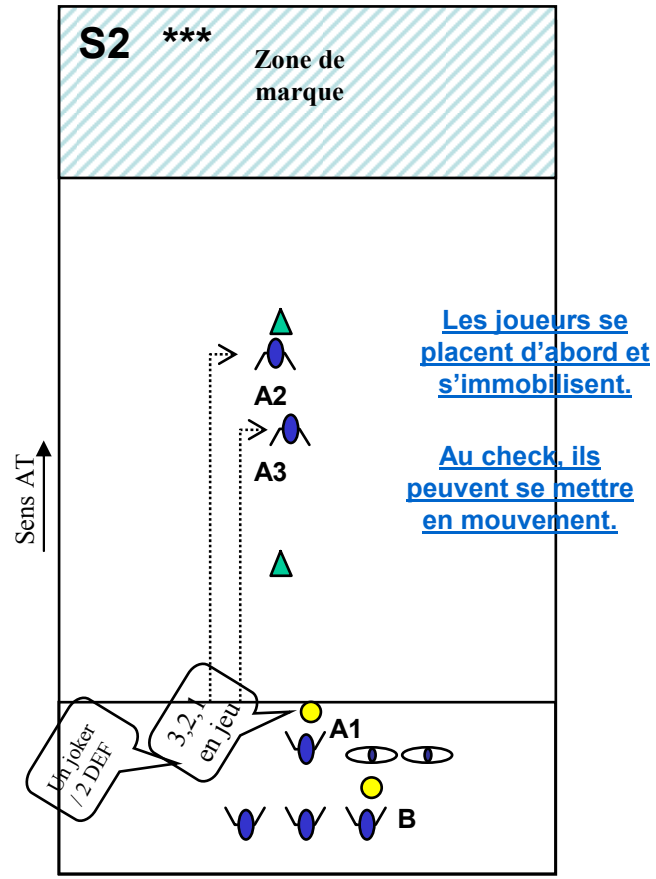 S2 ***
Zone de
marque
Les joueurs se
placent d’abord et
s’immobilisent.
A2
A3
Au check, ils
peuvent se mettre
en mouvement.
Sens AT
3,2,1
en jeu
Un joker
/ 2 DEF
A1
B